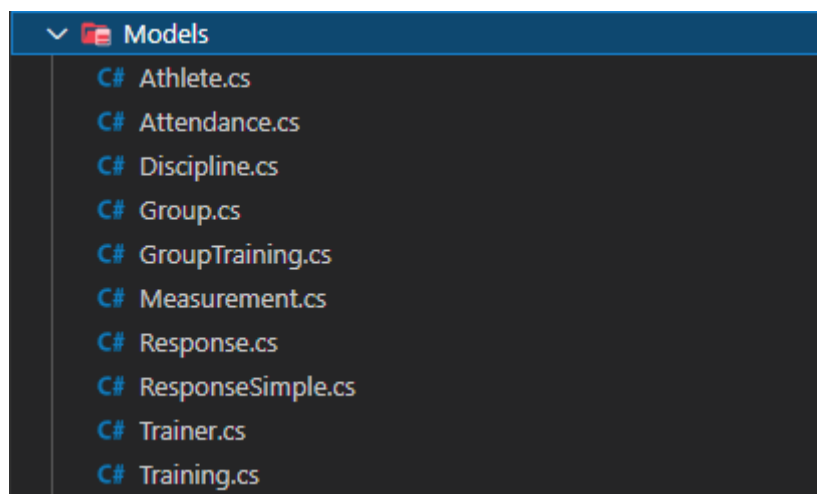 Models
C# Athlete.cs
C# Attendance.cs
C# Discipline.cs
C# Group.cs
C# GroupTraining.cs
C# Measurement.cs
C# Response.cs
C# ResponseSimple.cs
C# Trainer.cs
C# Training.cs